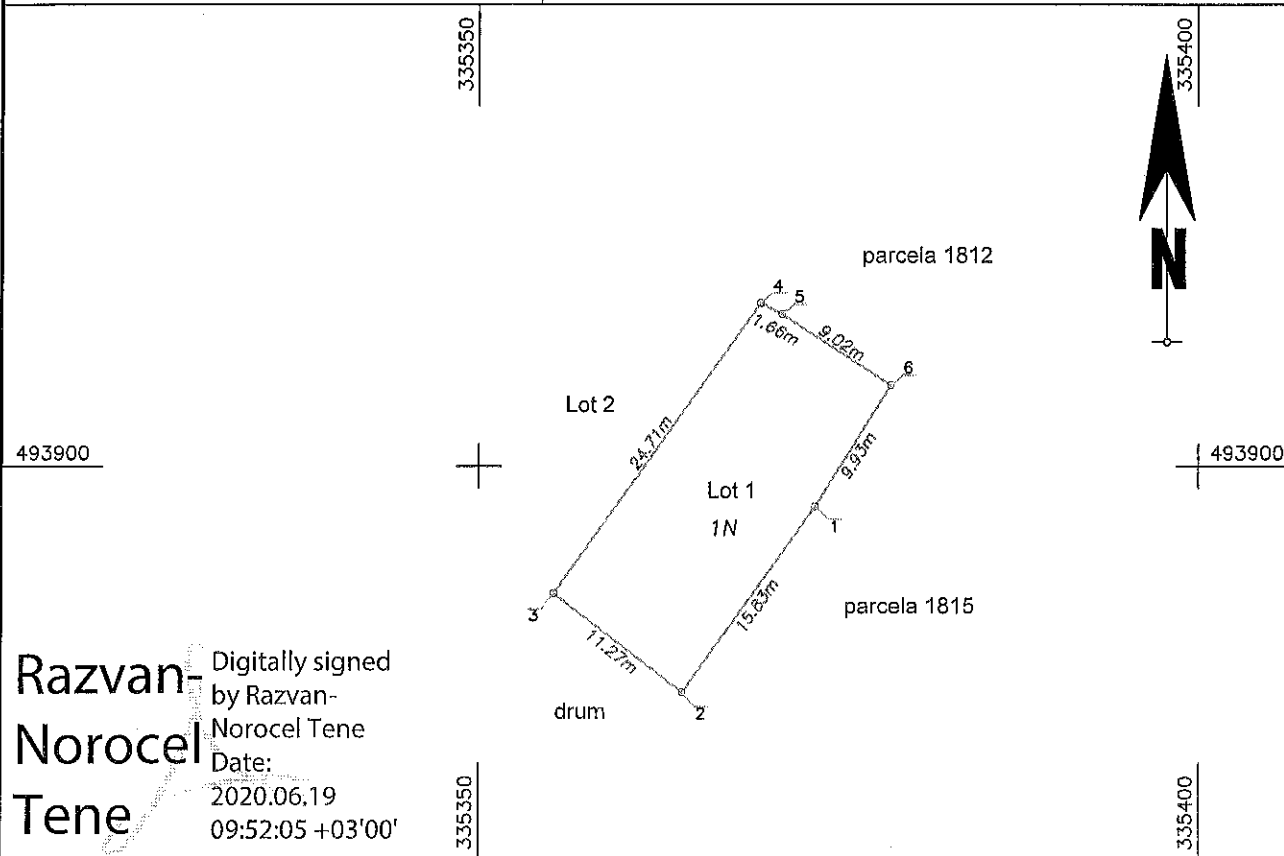 335350
335400
N
parcela 1812
4
5
1.66m
9.02m
6
Lot 2
24.71m
9.93m
493900
493900
Lot 1
1N
1
15.83m
parcela 1815
3
11.27m
2
drum
Razvan-
Norocel
Tene
Digitally signed
by Razvan-
Norocel Tene
Date:
2020.06.19
09:52:05 +03'00'
335350
335400